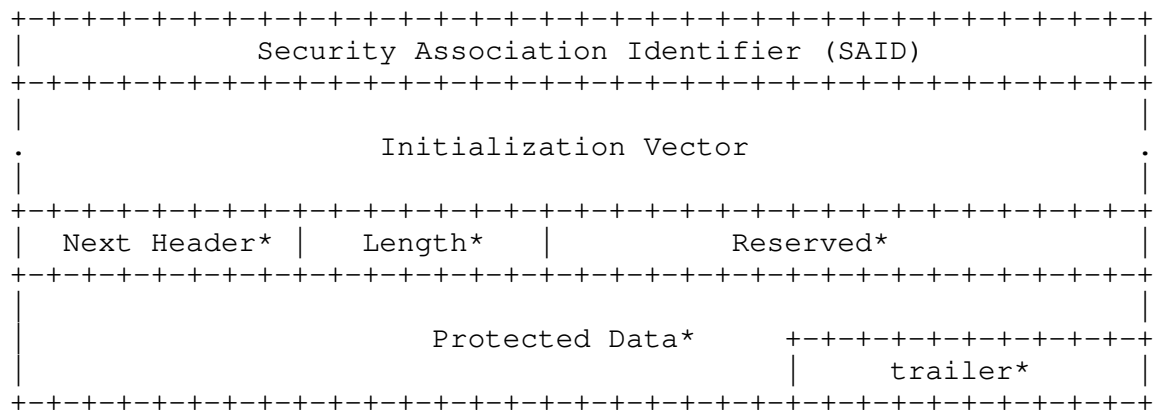 +-+-+-+-+-+-+-+-+-+-+-+-+-+-+-+-+-+-+-+-+-+-+-+-+-+-+-+-+-+-+-+-+
|             Security Association Identifier (SAID)            |
+-+-+-+-+-+-+-+-+-+-+-+-+-+-+-+-+-+-+-+-+-+-+-+-+-+-+-+-+-+-+-+-+
|                                                               |
.                    Initialization Vector                      .
|                                                               |
+-+-+-+-+-+-+-+-+-+-+-+-+-+-+-+-+-+-+-+-+-+-+-+-+-+-+-+-+-+-+-+-+
|  Next Header* |   Length*   |          Reserved*              |
+-+-+-+-+-+-+-+-+-+-+-+-+-+-+-+-+-+-+-+-+-+-+-+-+-+-+-+-+-+-+-+-+
|                                                               |
|                       Protected Data*     +-+-+-+-+-+-+-+-+-+-+
|                                           |     trailer*      |
+-+-+-+-+-+-+-+-+-+-+-+-+-+-+-+-+-+-+-+-+-+-+-+-+-+-+-+-+-+-+-+-+